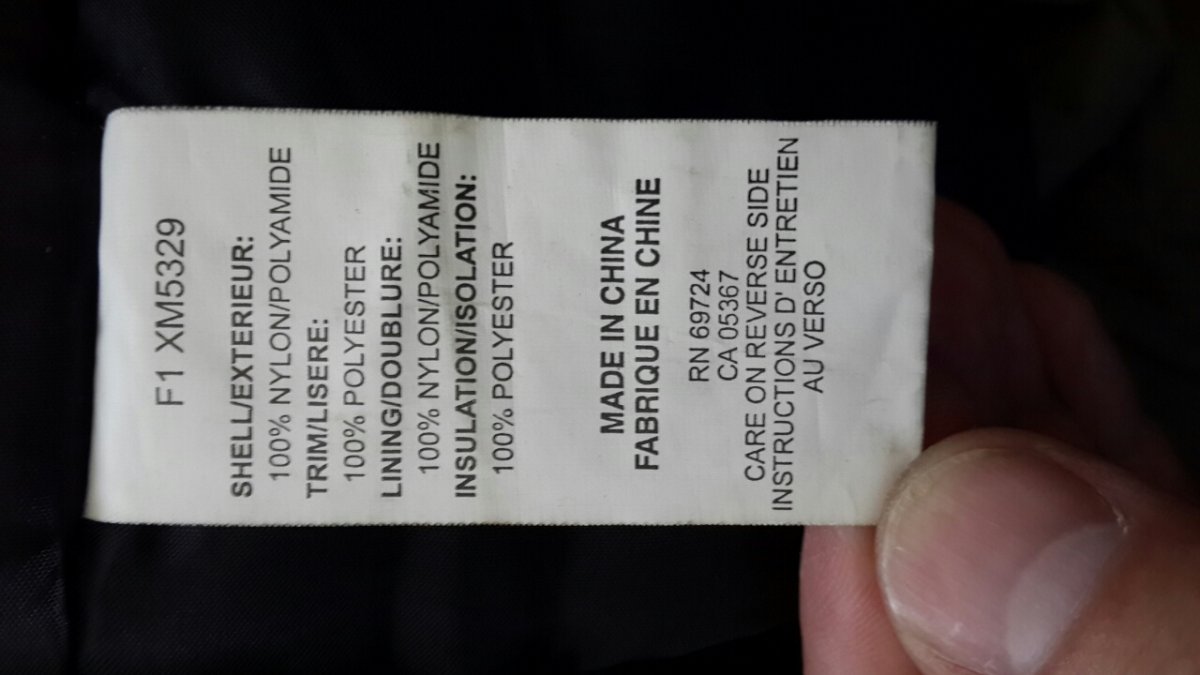 F1 XM5329
SHELL/EXTERIEUR:
100% NYLON/POLYAMIDE
TRIM/LISERE:
100% POLYESTER
LINING/DOUBLURE:
100% NYLON/POLYAMIDE
INSULATION/ISOLATION:
100% POLYESTER
MADE IN CHINA
FABRIQUE EN CHINE
RN 69724
CA 05367
CARE ON REVERSE SIDE
INSTRUCTIONS D' ENTRETIEN
AU VERSO